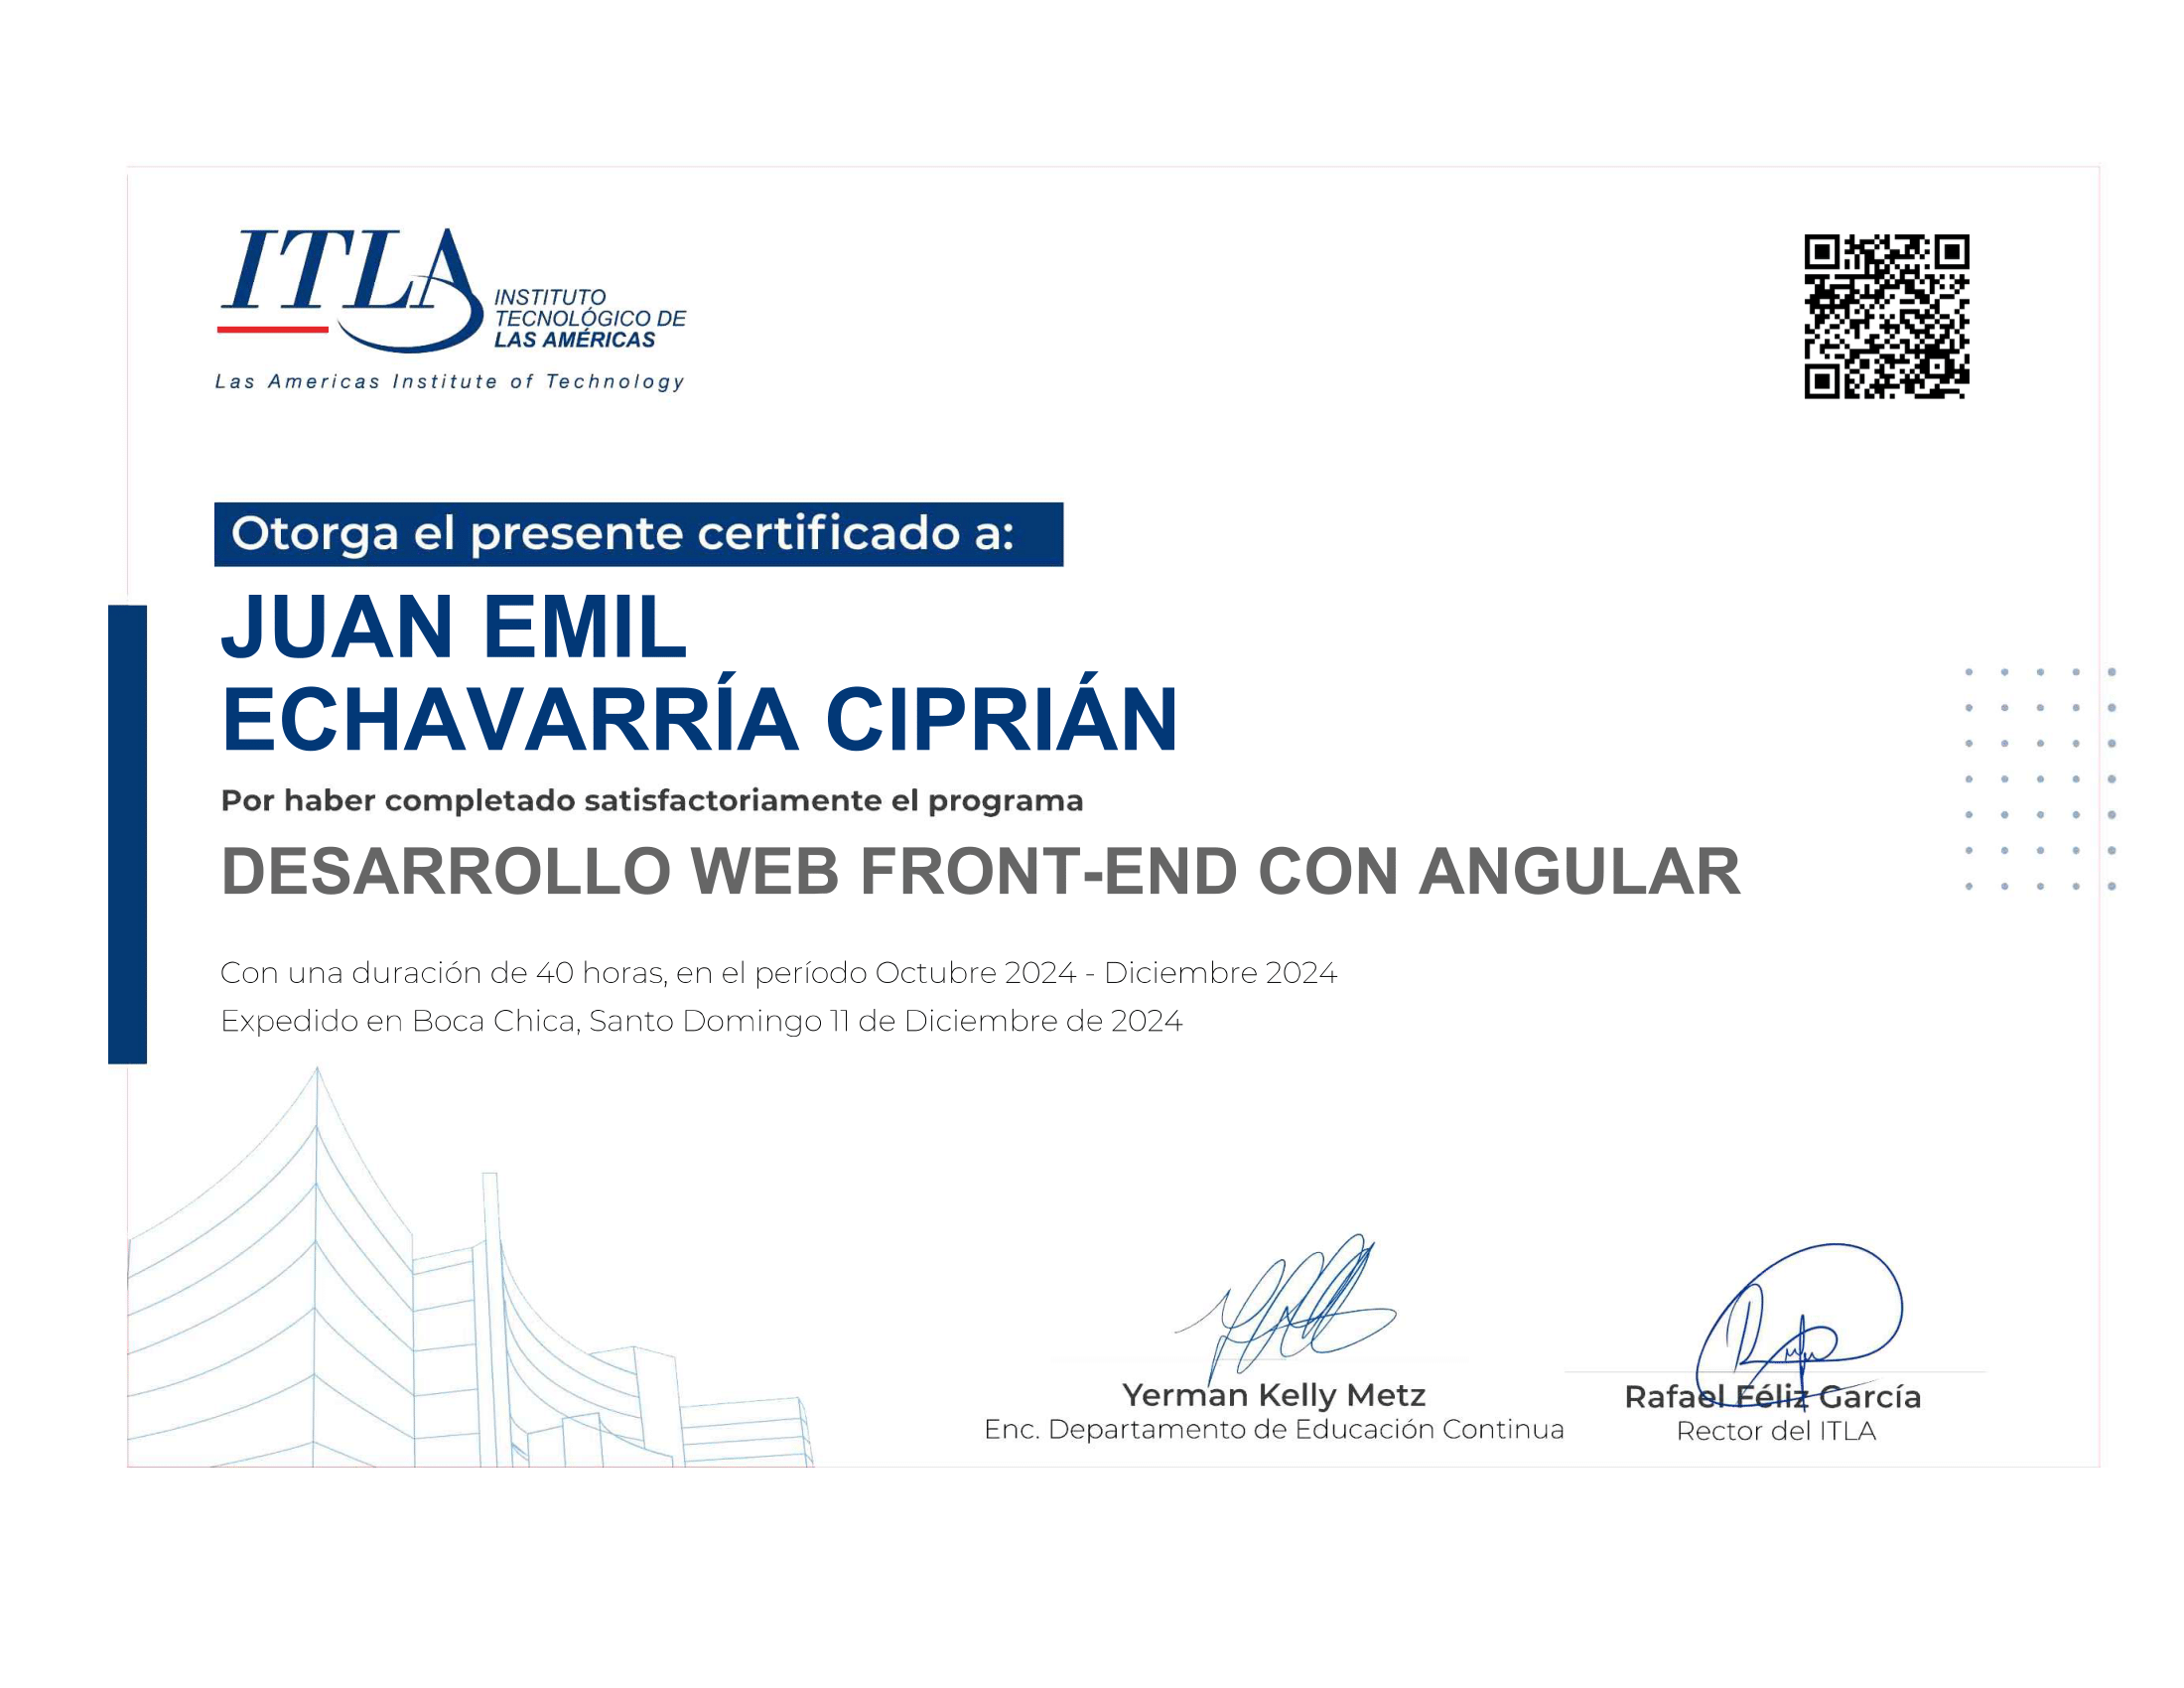 ITLA
INSTITUTO
TECNOLÓGICO DE
LAS AMÉRICAS
Las Americas Institute of Technology
Otorga el presente certificado a:
JUAN EMIL
ECHAVARRÍA CIPRIÁN
Por haber completado satisfactoriamente el programa
DESARROLLO WEB FRONT-END CON ANGULAR
Con una duración de 40 horas, en el período Octubre 2024 - Diciembre 2024
Expedido en Boca Chica, Santo Domingo 11 de Diciembre de 2024
Yerman Kelly Metz
Enc. Departamento de Educación Continua
Rafael Féliz García
Rector del ITLA